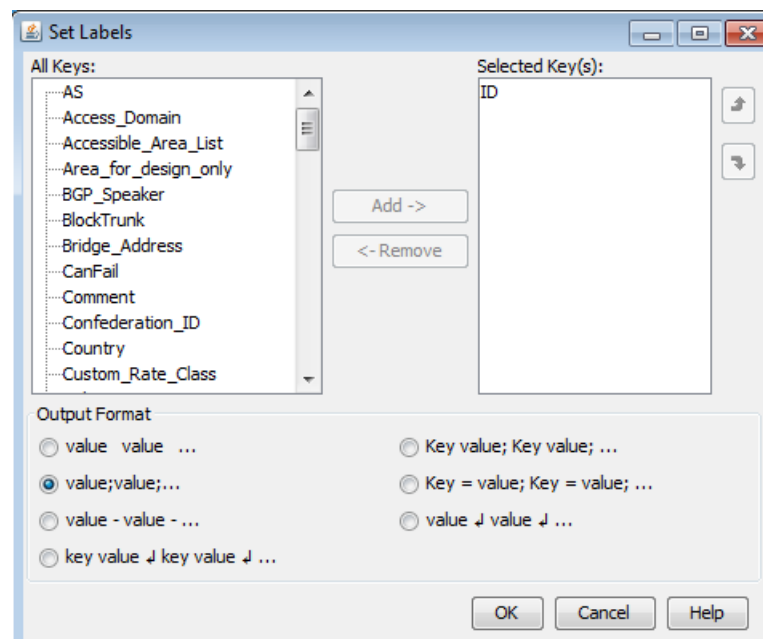 Set Labels
All Keys:
AS
Access_Domain
Accessible_Area_List
Area_for_design_only
BGP_Speaker
BlockTrunk
Bridge_Address
CanFail
Comment
Confederation_ID
Country
Custom_Rate_Class
Add ->
<- Remove
Selected Key(s):
ID
Output Format
value value ...
value;value;...
value - value - ...
key value ↲ key value ↲ ...
Key value; Key value; ...
Key = value; Key = value; ...
value ↲ value ↲ ...
OK Cancel Help